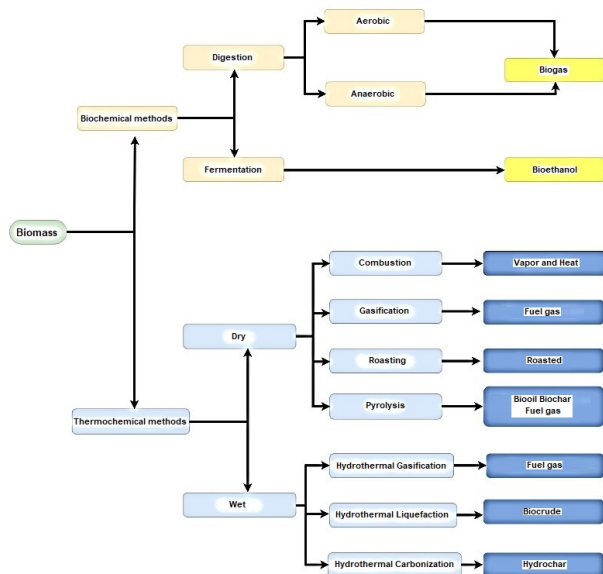 Aerobic
Digestion
Biogas
Anaerobic
Biochemical methods
Fermentation
Bioethanol
Biomass
Combustion
Vapor and Heat
Gasification
Fuel gas
Dry
Roasting
Roasted
Pyrolysis
Biooil Biochar
Fuel gas
Thermochemical methods
Hydrothermal Gasification
Fuel gas
Wet
Hydrothermal Liquefaction
Biocrude
Hydrothermal Carbonization
Hydrochar